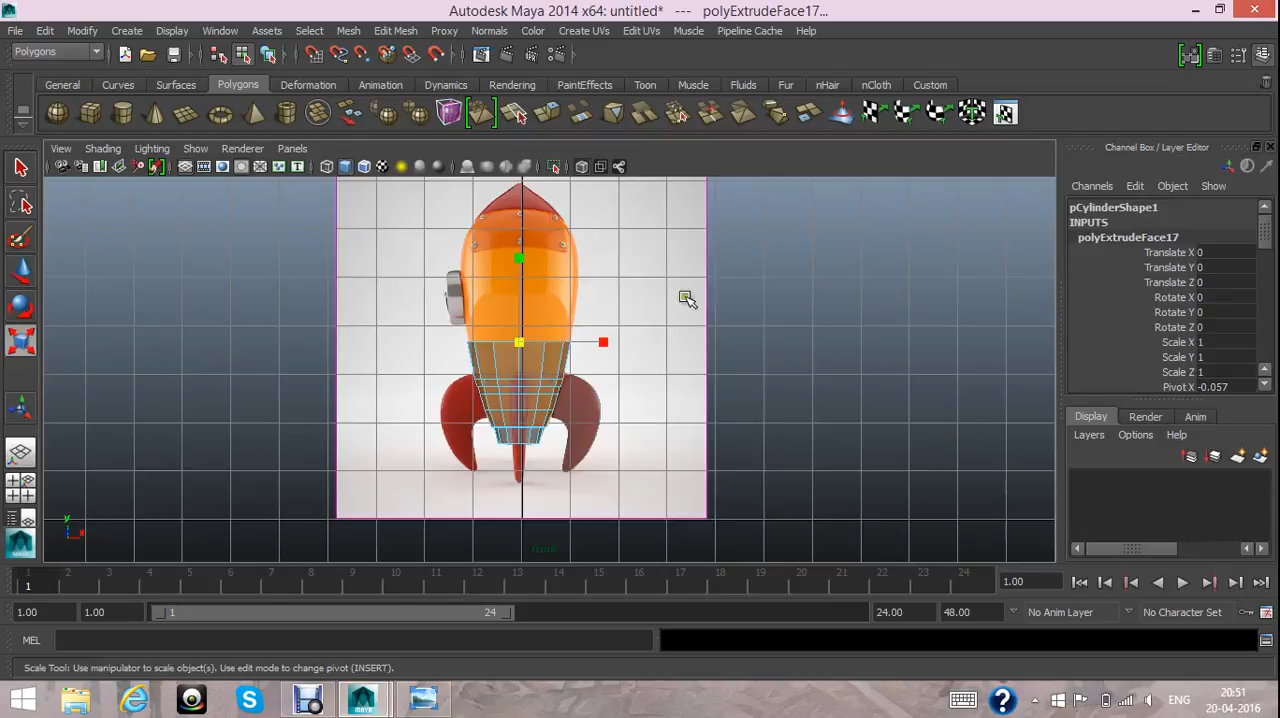 Autodesk Maya 2014 x64: untitled* --- polyExtrudeFace17...
File Edit Modify Create Display Window Assets Select Mesh Edit Mesh Proxy Normals Color Create UVs Edit UVs Muscle Pipeline Cache Help
Polygons
General Curves Surfaces Polygons Deformation Animation Dynamics Rendering PaintEffects Toon Muscle Fluids Fur nHair nCloth Custom
View Shading Lighting Show Renderer Panels
Channel Box / Layer Editor
Channels Edit Object Show
pCylinderShape1
INPUTS
polyExtrudeFace17
Translate X 0
Translate Y 0
Translate Z 0
Rotate X 0
Rotate Y 0
Rotate Z 0
Scale X 1
Scale Y 1
Scale Z 1
Pivot X -0.057
Display Render Anim
Layers Options Help
y
x
front
1 2 3 4 5 6 7 8 9 10 11 12 13 14 15 16 17 18 19 20 21 22 23 24
1
1.00
1.00 1.00 1 24 24.00 48.00 No Anim Layer No Character Set
MEL
Scale Tool: Use manipulator to scale object(s). Use edit mode to change pivot (INSERT).
ENG
20:51
20-04-2016